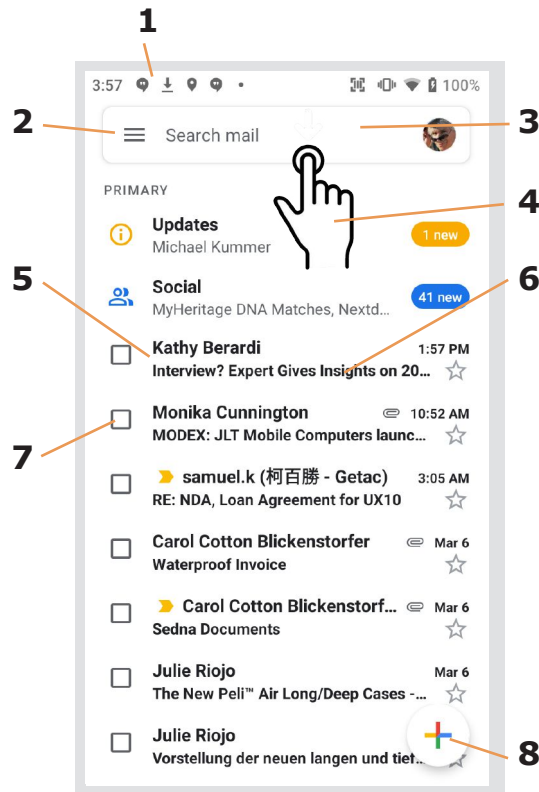 1
3:57 100%
2 Search mail 3
PRIMARY
4
Updates
Michael Kummer 1 new
5 6
Social
MyHeritage DNA Matches, Nextd... 41 new
Kathy Berardi 1:57 PM
Interview? Expert Gives Insights on 20...
Monika Cunnington 10:52 AM
MODEX: JLT Mobile Computers launc...
7
samuel.k (柯百勝 - Getac) 3:05 AM
RE: NDA, Loan Agreement for UX10
Carol Cotton Blickenstorfer Mar 6
Waterproof Invoice
Carol Cotton Blickenstorf... Mar 6
Sedna Documents
Julie Riojo Mar 6
The New Peli™ Air Long/Deep Cases -...
Julie Riojo
Vorstellung der neuen langen und tief...
8